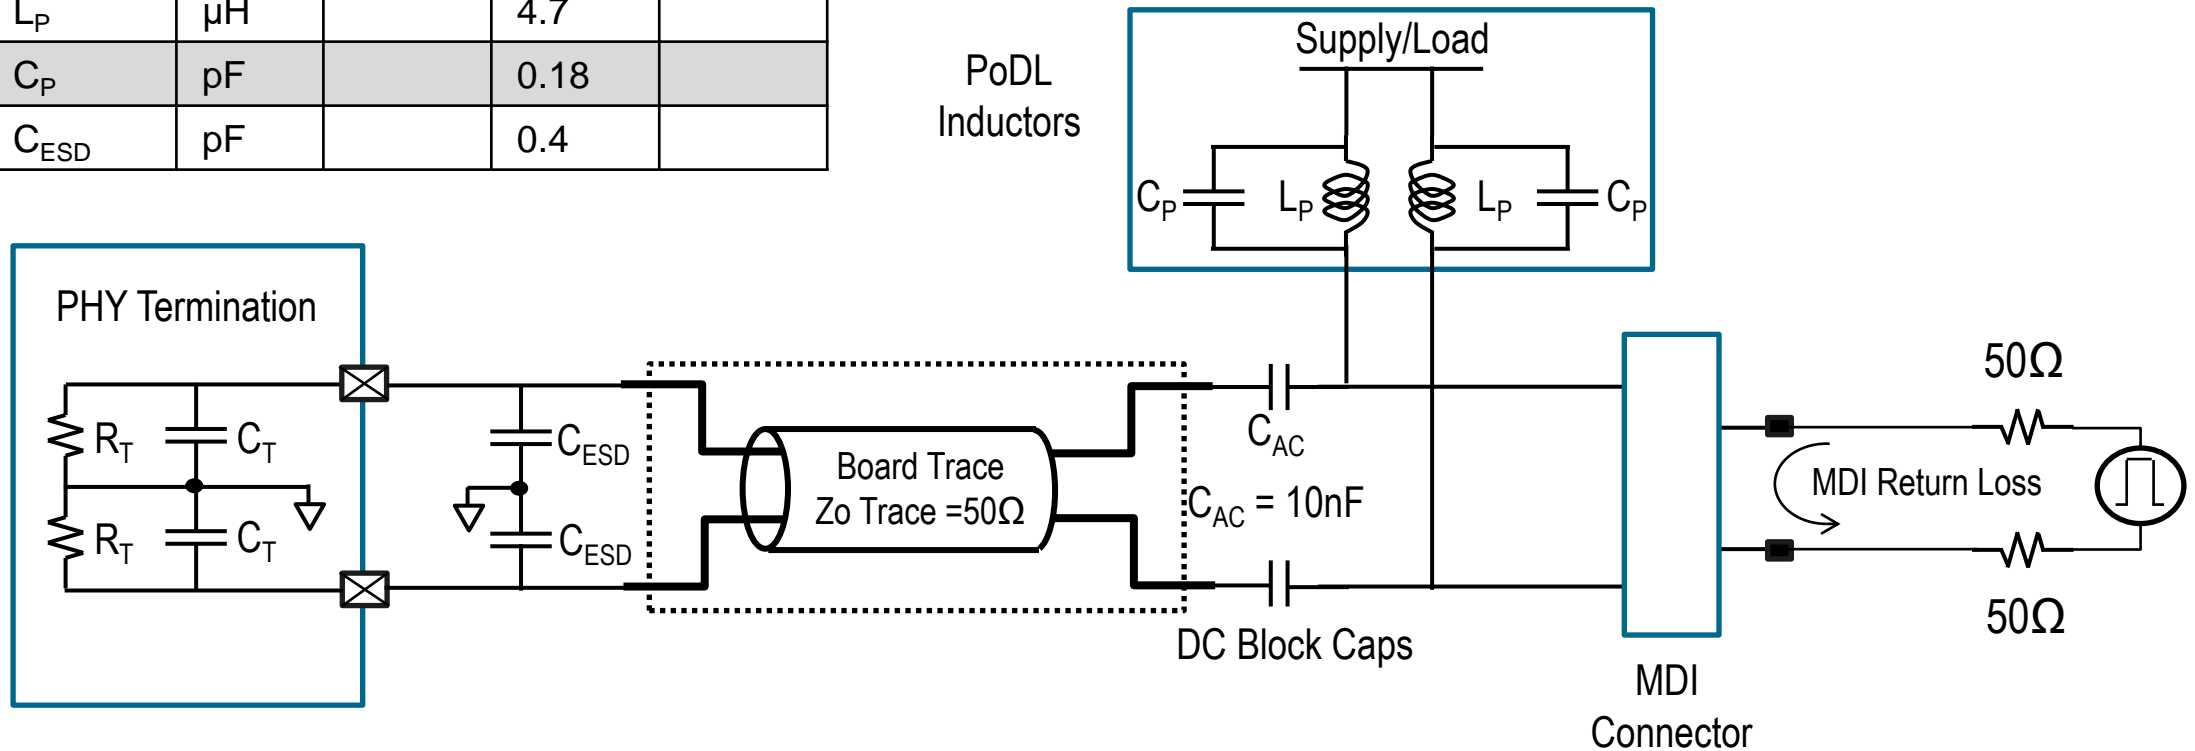 LP µH 4.7
CP pF 0.18
CESD pF 0.4
PoDL
Inductors
Supply/Load
CP
LP
LP
CP
PHY Termination
RT
CT
RT
CT
CESD
CESD
Board Trace
Zo Trace =50Ω
CAC
CAC = 10nF
DC Block Caps
MDI
Connector
MDI Return Loss
50Ω
50Ω